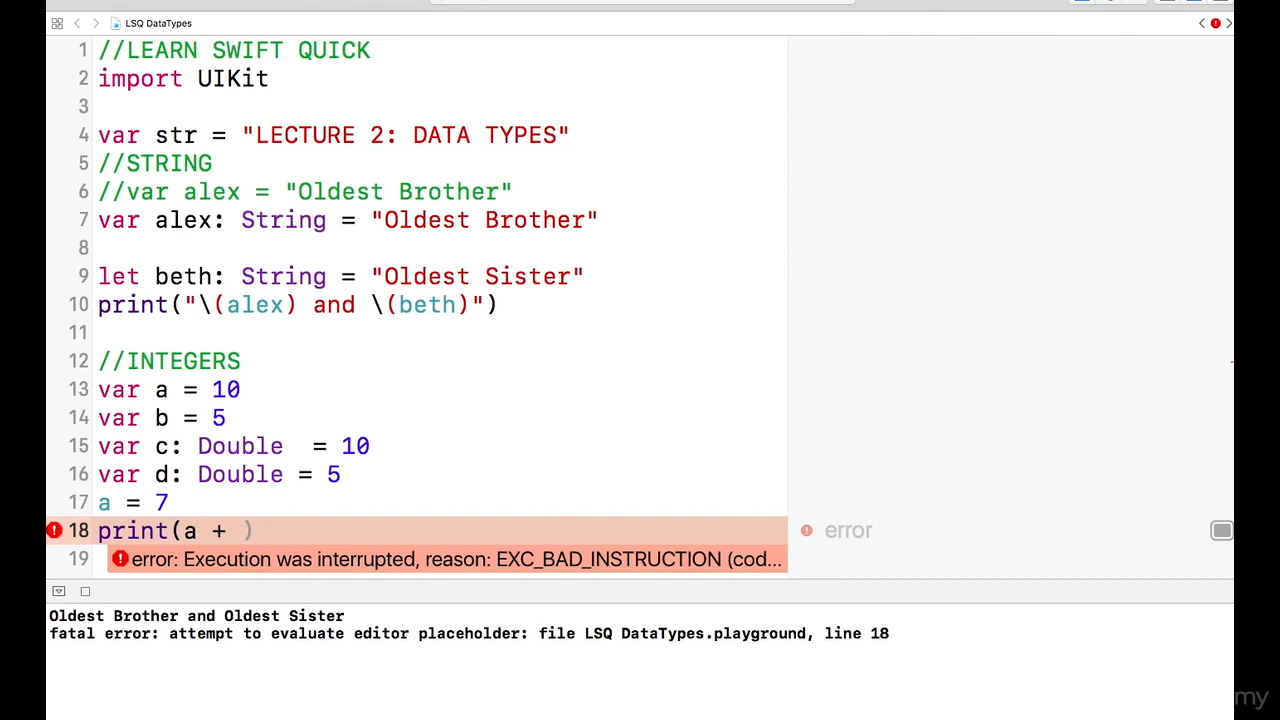 LSQ DataTypes
1 //LEARN SWIFT QUICK
2 import UIKit
3
4 var str = "LECTURE 2: DATA TYPES"
5 //STRING
6 //var alex = "Oldest Brother"
7 var alex: String = "Oldest Brother"
8
9 let beth: String = "Oldest Sister"
10 print("\(alex) and \(beth)")
11
12 //INTEGERS
13 var a = 10
14 var b = 5
15 var c: Double  = 10
16 var d: Double = 5
17 a = 7
18 print(a + ) error
19 error: Execution was interrupted, reason: EXC_BAD_INSTRUCTION (cod...
Oldest Brother and Oldest Sister
fatal error: attempt to evaluate editor placeholder: file LSQ DataTypes.playground, line 18
my